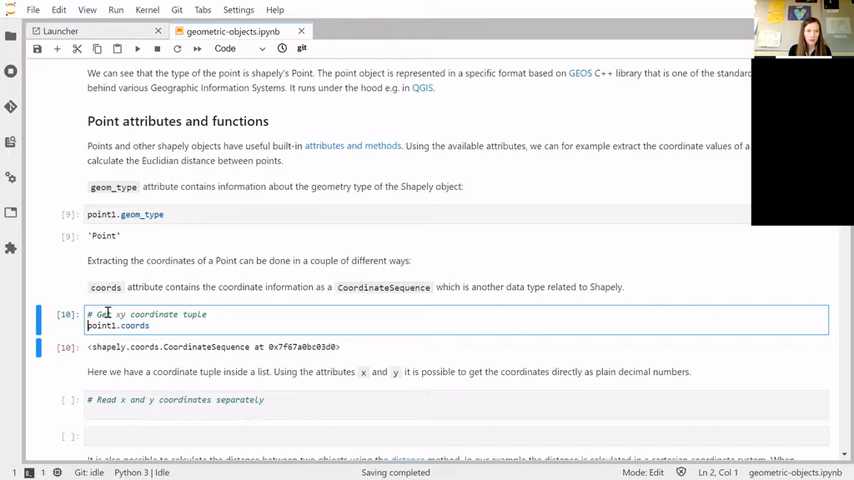 File Edit View Run Kernel Git Tabs Settings Help
Launcher
geometric-objects.ipynb
Code
git
We can see that the type of the point is shapely's Point. The point object is represented in a specific format based on GEOS C++ library that is one of the standard
behind various Geographic Information Systems. It runs under the hood e.g. in QGIS.
Point attributes and functions
Points and other shapely objects have useful built-in attributes and methods. Using the available attributes, we can for example extract the coordinate values of a
calculate the Euclidian distance between points.
geom_type attribute contains information about the geometry type of the Shapely object:
[9]: point1.geom_type
[9]: 'Point'
Extracting the coordinates of a Point can be done in a couple of different ways:
coords attribute contains the coordinate information as a CoordinateSequence which is another data type related to Shapely.
[10]: # Get xy coordinate tuple
point1.coords
[10]: <shapely.coords.CoordinateSequence at 0x7f67a0bc03d0>
Here we have a coordinate tuple inside a list. Using the attributes x and y it is possible to get the coordinates directly as plain decimal numbers.
[ ]: # Read x and y coordinates separately
[ ]:
It is also possible to calculate the distance between two objects using the distance method. In our example the distance is calculated in a cartesian coordinate system. When
1 1 Git: idle Python 3 | Idle Saving completed Mode: Edit Ln 2, Col 1 geometric-objects.ipynb